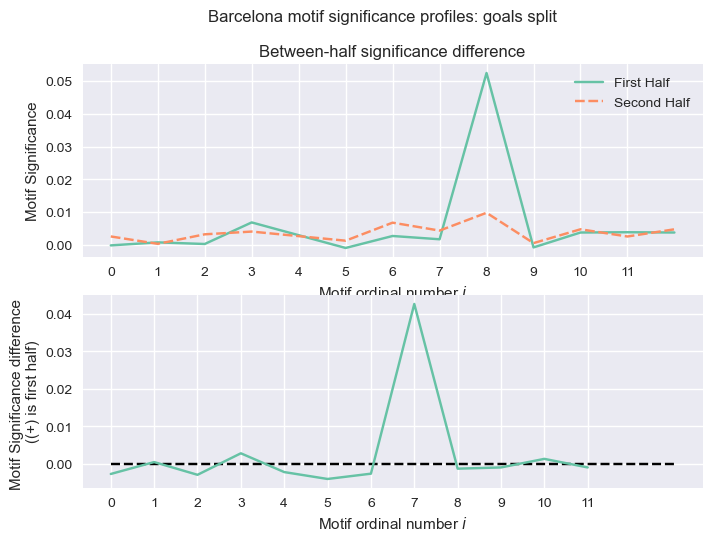 Barcelona motif significance profiles: goals split
Between-half significance difference
Motif Significance
0.05
0.04
0.03
0.02
0.01
0.00
First Half
Second Half
0 1 2 3 4 5 6 7 8 9 10 11
Motif ordinal number i
Motif Significance difference
((+) is first half)
0.04
0.03
0.02
0.01
0.00
0 1 2 3 4 5 6 7 8 9 10 11
Motif ordinal number i